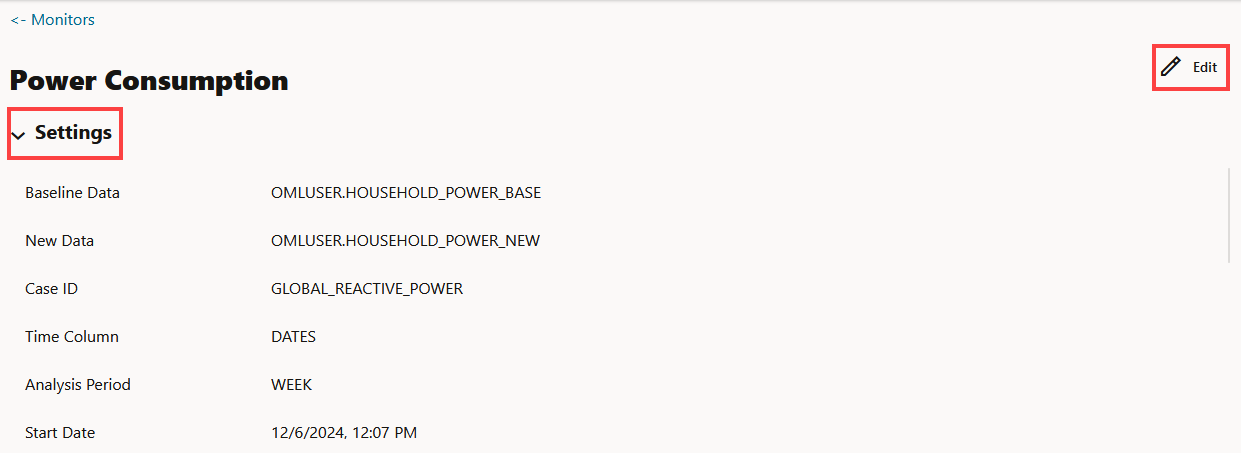 <- Monitors
Power Consumption
Edit
Settings
Baseline Data OMLUSER.HOUSEHOLD_POWER_BASE
New Data OMLUSER.HOUSEHOLD_POWER_NEW
Case ID GLOBAL_REACTIVE_POWER
Time Column DATES
Analysis Period WEEK
Start Date 12/6/2024, 12:07 PM